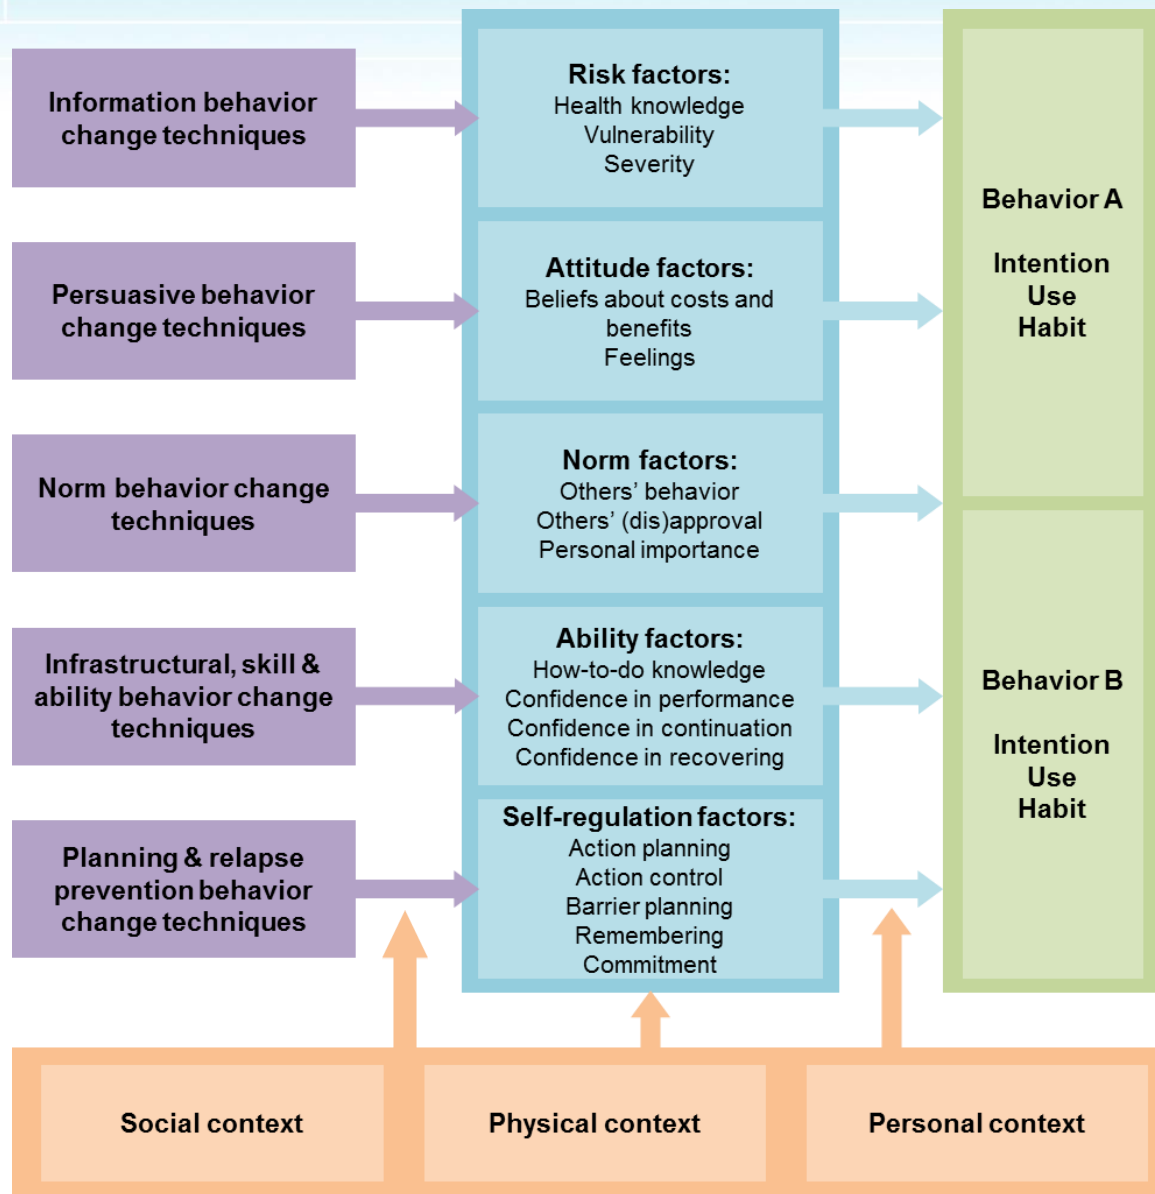 Information behavior
change techniques
Risk factors:
Health knowledge
Vulnerability
Severity
Persuasive behavior
change techniques
Attitude factors:
Beliefs about costs and
benefits
Feelings
Behavior A
Intention
Use
Habit
Norm behavior change
techniques
Norm factors:
Others’ behavior
Others’ (dis)approval
Personal importance
Infrastructural, skill &
ability behavior change
techniques
Ability factors:
How-to-do knowledge
Confidence in performance
Confidence in continuation
Confidence in recovering
Planning & relapse
prevention behavior
change techniques
Self-regulation factors:
Action planning
Action control
Barrier planning
Remembering
Commitment
Behavior B
Intention
Use
Habit
Social context
Physical context
Personal context